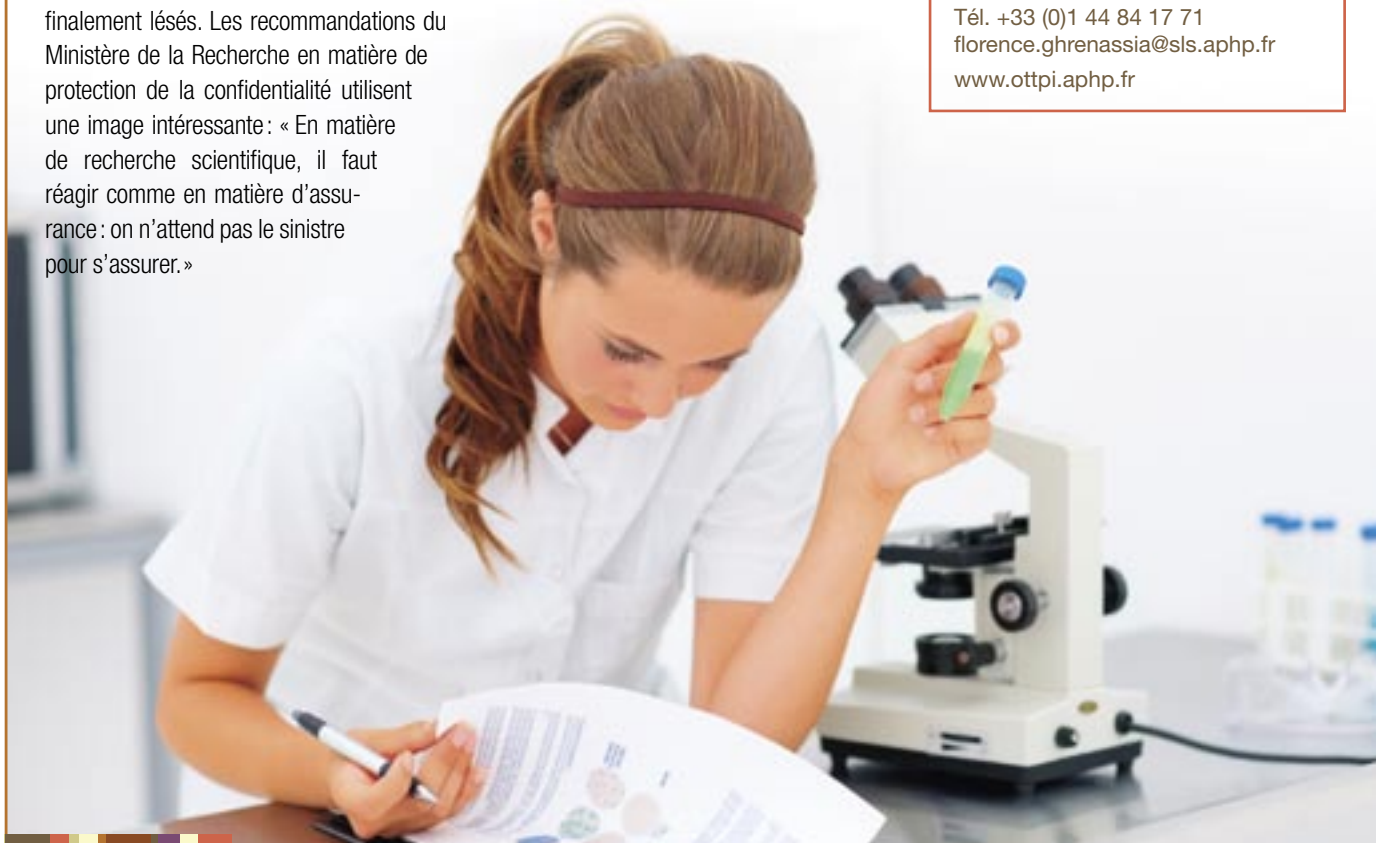 finalement lésés. Les recommandations du
Ministère de la Recherche en matière de
protection de la confidentialité utilisent
une image intéressante : « En matière
de recherche scientifique, il faut
réagir comme en matière d'assu-
rance : on n'attend pas le sinistre
pour s'assurer. »
Tél. +33 (0)1 44 84 17 71
florence.ghrenassia@sls.aphp.fr
www.ottpi.aphp.fr